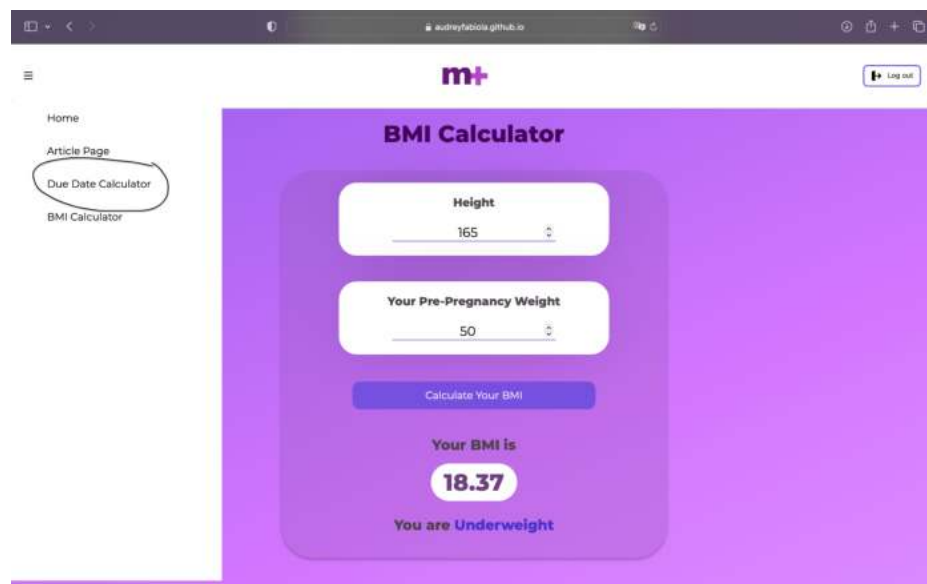 audreyfabiola.github.io
m+
Log out
Home
Article Page
Due Date Calculator
BMI Calculator
BMI Calculator
Height
165
Your Pre-Pregnancy Weight
50
Calculate Your BMI
Your BMI is
18.37
You are Underweight